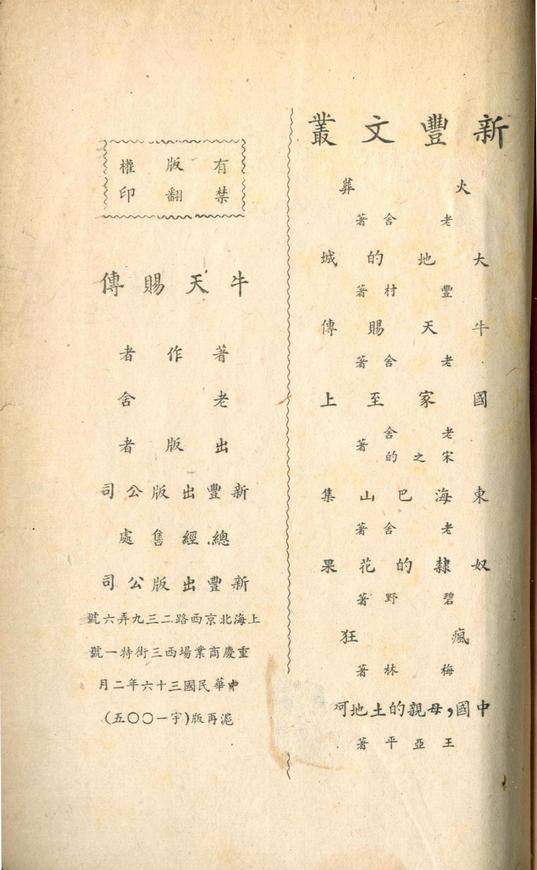 新豐文叢
火葬
老舍著
大地的城
豐村著
牛天賜傳
老舍著
國家至上
老舍
宋之的著
東海巴山集
老舍著
奴隸的花果
碧野著
瘋狂
梅林著
中國,母親的土地呵
王亞平著
有版權
禁翻印
牛天賜傳
著作者
老舍
出版者
新豐出版公司
總經售處
新豐出版公司
上海北京西路二三九弄六號
重慶商業場西三街特一號
中華民國三十六年二月
滬再版(字一〇〇五)